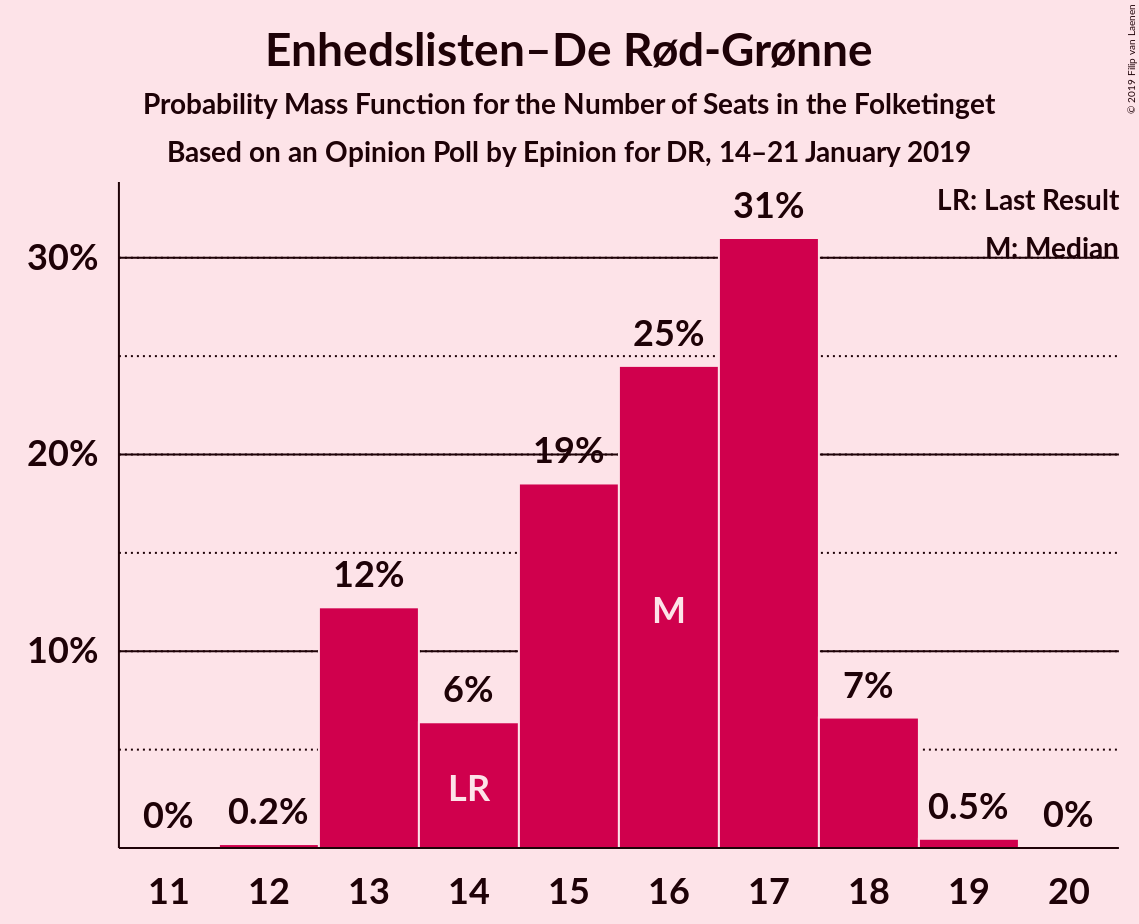 Enhedslisten–De Rød-Grønne
Probability Mass Function for the Number of Seats in the Folketinget
Based on an Opinion Poll by Epinion for DR, 14–21 January 2019
© 2019 Filip van Laenen
LR: Last Result
M: Median
30%
20%
10%
0%
0.2%
12%
6%
19%
25%
31%
7%
0.5%
0%
LR
M
11 12 13 14 15 16 17 18 19 20